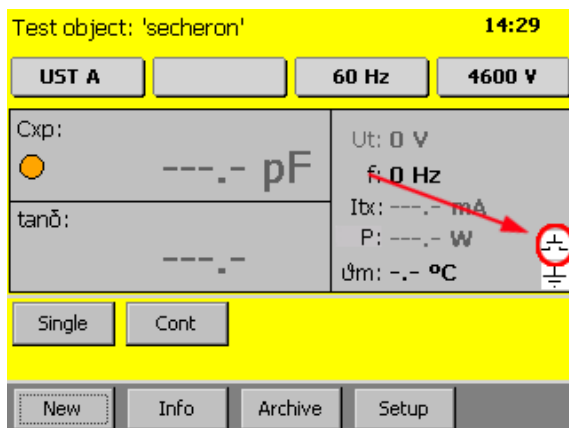 Test object: 'secheron' 14:29
UST A 60 Hz 4600 V
Cxp:
---.- pF
tanδ:
---.-
Ut: 0 V
f: 0 Hz
Itx: ---.- mA
P: ---.- W
ϑm: -.- ºC
Single Cont
New Info Archive Setup